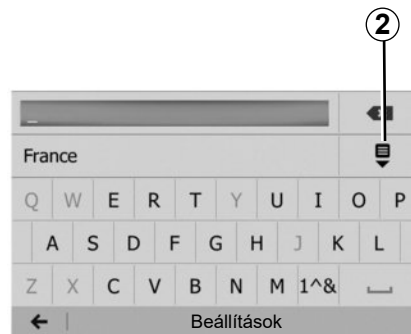 2
_
France
Q W E R T Y U I O P
A S D F G H J K L
Z X C V B N M 1^&
Beállítások